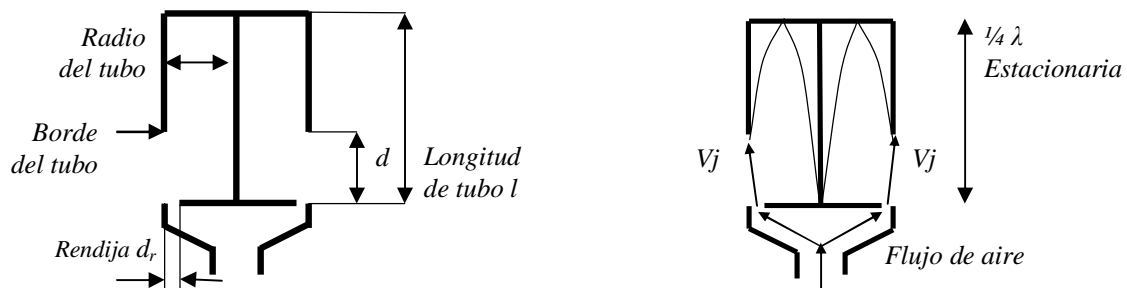 Radio
del tubo
Borde
del tubo
d
Longitud
de tubo l
Rendija dr
¼ λ
Estacionaria
Vj
Vj
Flujo de aire